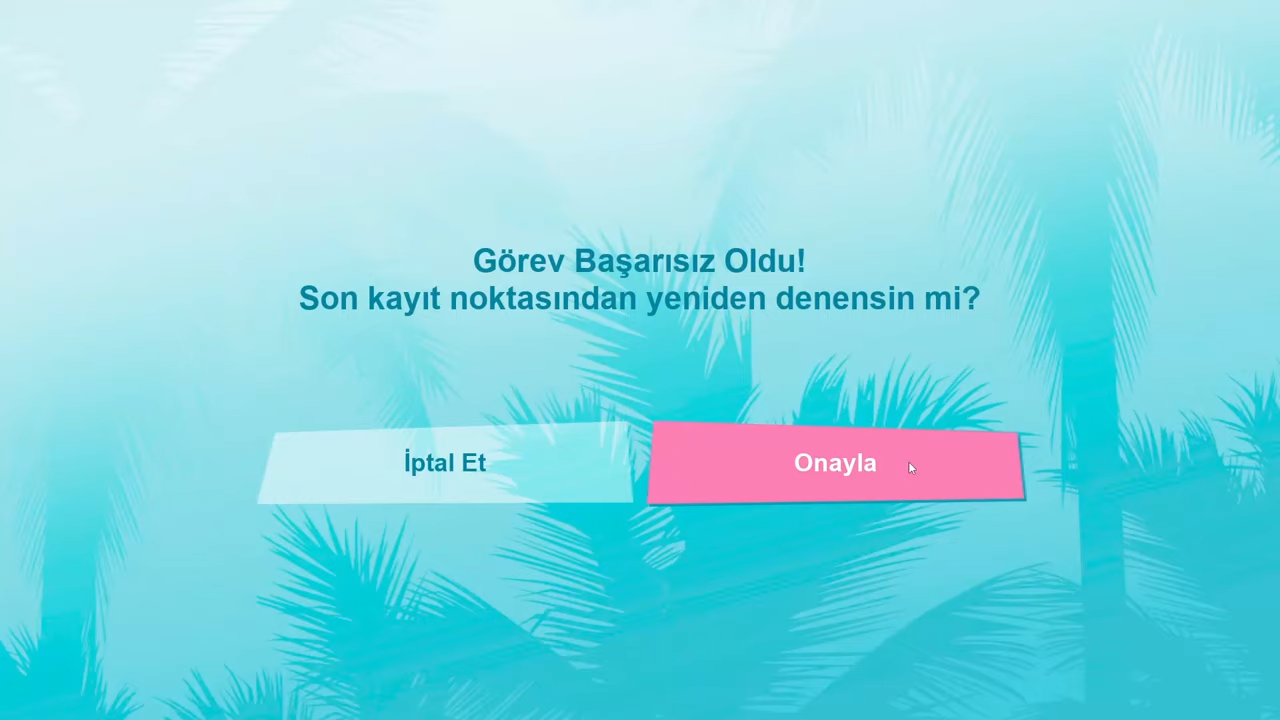 Görev Başarısız Oldu!
Son kayıt noktasından yeniden denensin mi?
İptal Et
Onayla